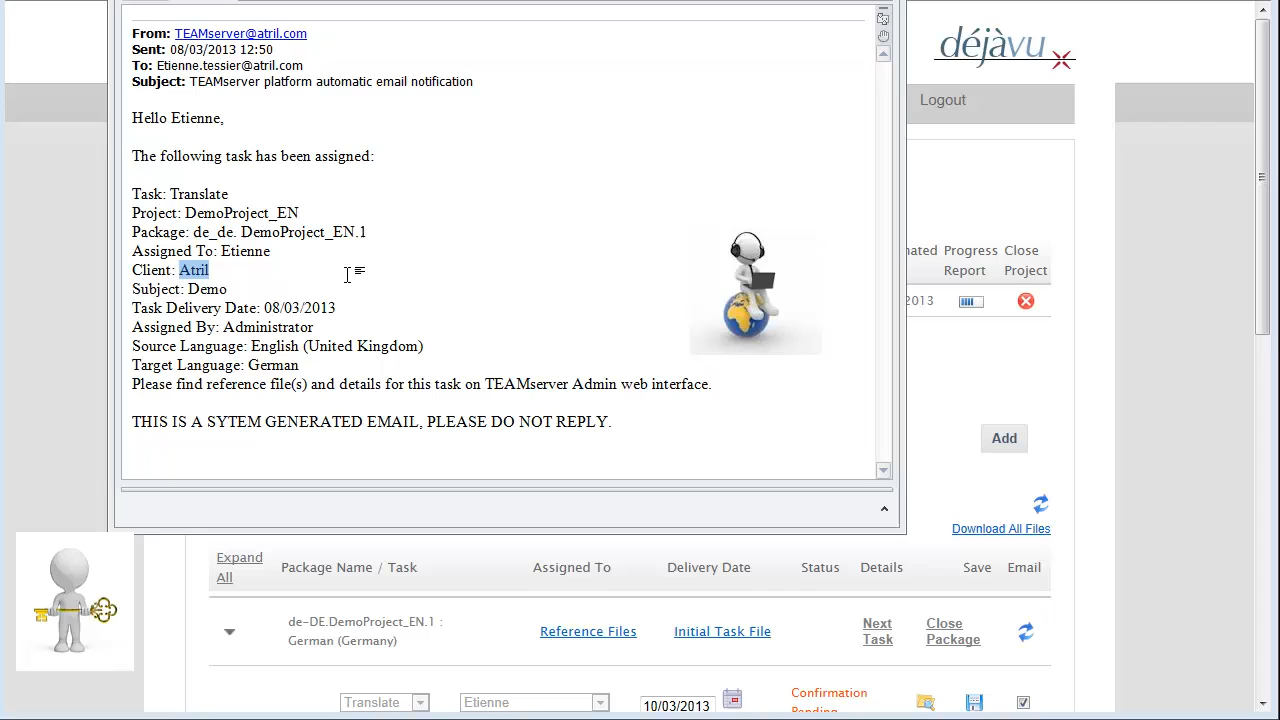 From: TEAMserver@atril.com
Sent: 08/03/2013 12:50
To: Etienne.tessier@atril.com
Subject: TEAMserver platform automatic email notification
Hello Etienne,
The following task has been assigned:
Task: Translate
Project: DemoProject_EN
Package: de_de. DemoProject_EN.1
Assigned To: Etienne
Client: Atril
Subject: Demo
Task Delivery Date: 08/03/2013
Assigned By: Administrator
Source Language: English (United Kingdom)
Target Language: German
Please find reference file(s) and details for this task on TEAMserver Admin web interface.
THIS IS A SYTEM GENERATED EMAIL, PLEASE DO NOT REPLY.
déjàvu
Logout
Progress Close
Report Project
2013
Add
Download All Files
Expand All
Package Name / Task
Assigned To
Delivery Date
Status
Details
Save
Email
de-DE.DemoProject_EN.1 :
German (Germany)
Reference Files
Initial Task File
Next
Task
Close
Package
Translate
Etienne
10/03/2013
Confirmation
Pending